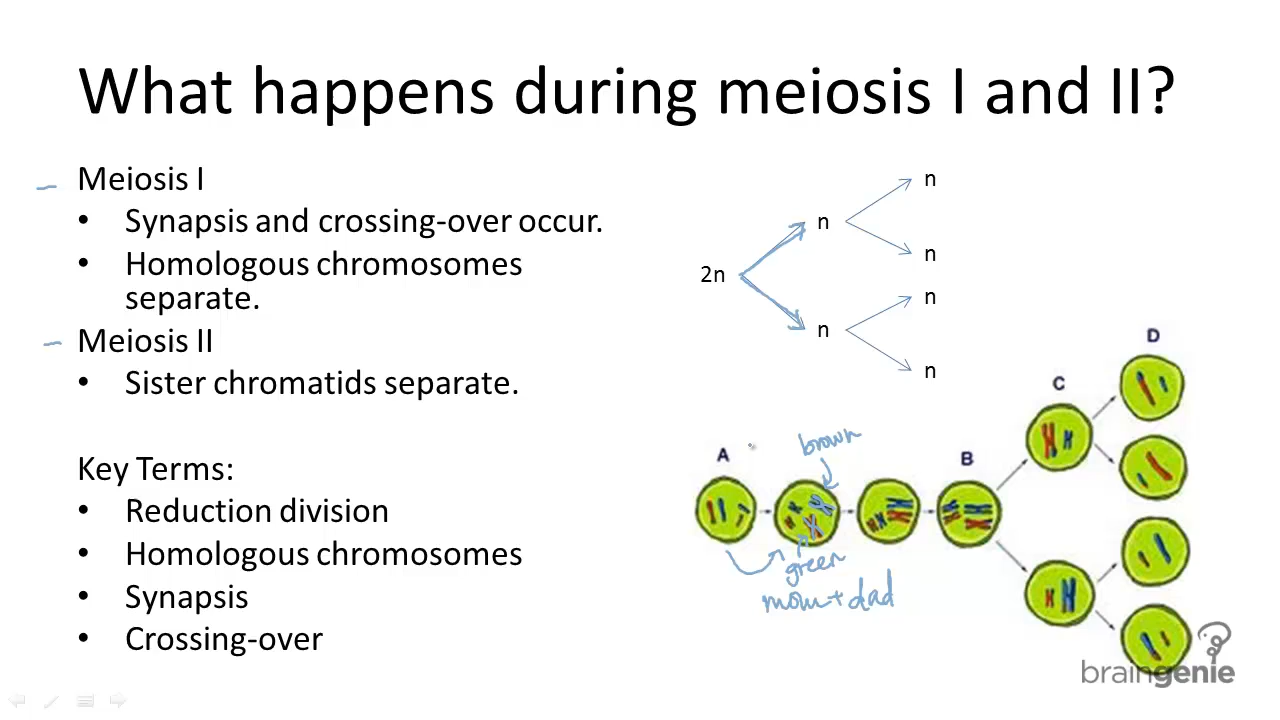 What happens during meiosis I and II?
Meiosis I
• Synapsis and crossing-over occur.
• Homologous chromosomes
separate.
Meiosis II
• Sister chromatids separate.
Key Terms:
• Reduction division
• Homologous chromosomes
• Synapsis
• Crossing-over
n
n
n
2n
n
n
n
D
C
brown
A
B
green
mom + dad
braingenie